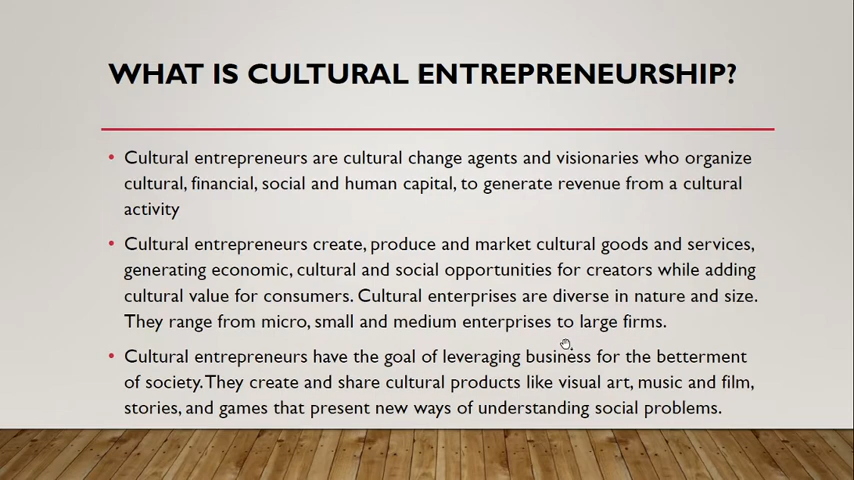 WHAT IS CULTURAL ENTREPRENEURSHIP?
• Cultural entrepreneurs are cultural change agents and visionaries who organize
cultural, financial, social and human capital, to generate revenue from a cultural
activity
• Cultural entrepreneurs create, produce and market cultural goods and services,
generating economic, cultural and social opportunities for creators while adding
cultural value for consumers. Cultural enterprises are diverse in nature and size.
They range from micro, small and medium enterprises to large firms.
• Cultural entrepreneurs have the goal of leveraging business for the betterment
of society. They create and share cultural products like visual art, music and film,
stories, and games that present new ways of understanding social problems.